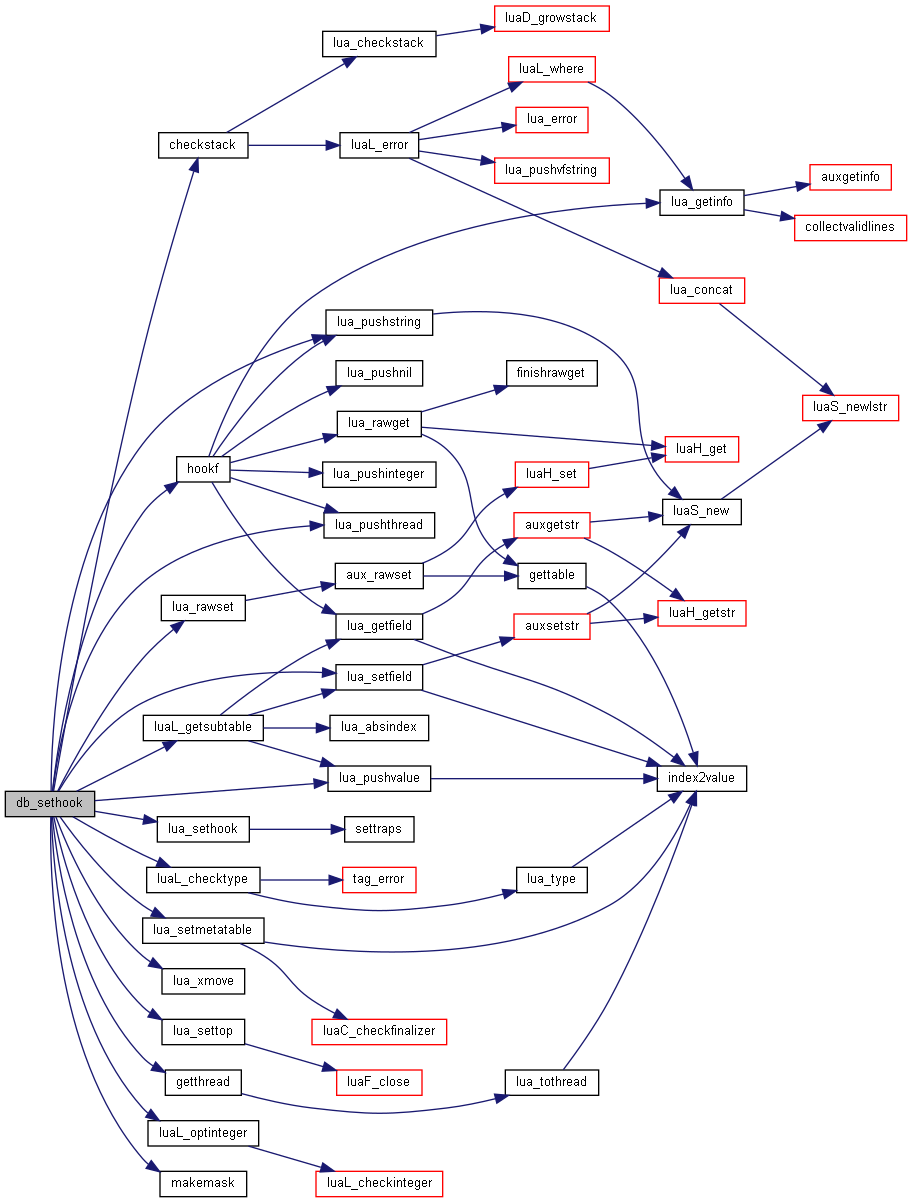 luaD_growstack
lua_checkstack
luaL_where
lua_error
checkstack
luaL_error
lua_pushvfstring
auxgetinfo
lua_getinfo
collectvalidlines
lua_concat
lua_pushstring
lua_pushnil
finishrawget
luaS_newlstr
lua_rawget
luaH_get
hookf
lua_pushinteger
luaH_set
luaS_new
lua_pushthread
auxgetstr
aux_rawset
gettable
lua_rawset
luaH_getstr
lua_getfield
auxsetstr
lua_setfield
luaL_getsubtable
lua_absindex
lua_pushvalue
index2value
db_sethook
lua_sethook
settraps
luaL_checktype
tag_error
lua_type
lua_setmetatable
lua_xmove
lua_settop
luaC_checkfinalizer
getthread
luaF_close
lua_tothread
luaL_optinteger
makemask
luaL_checkinteger